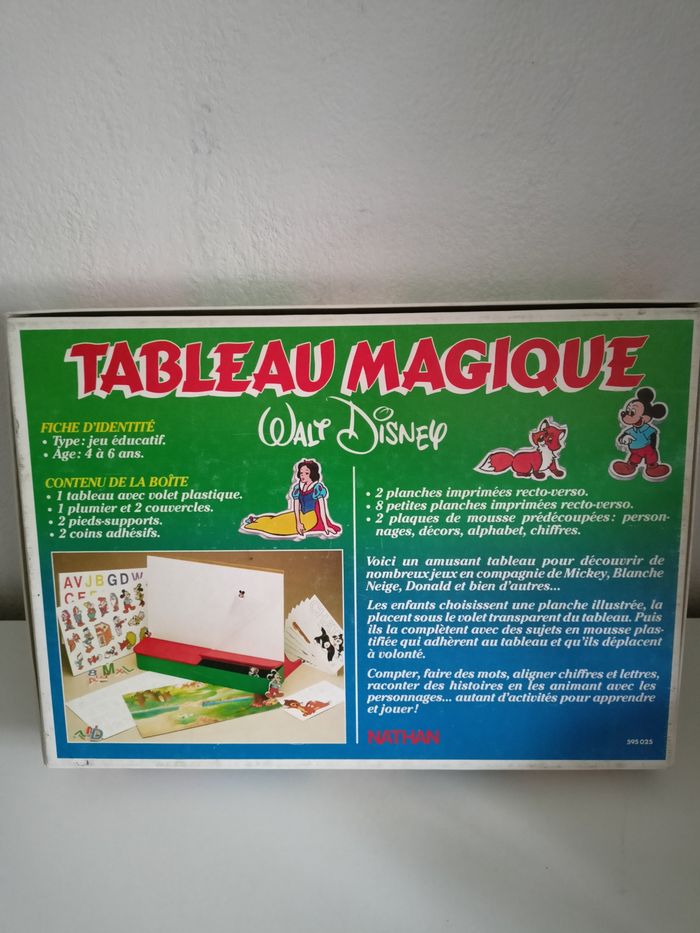 TABLEAU MAGIQUE
WALT DISNEY
FICHE D'IDENTITÉ
• Type : jeu éducatif.
• Âge : 4 à 6 ans.
CONTENU DE LA BOÎTE
• 1 tableau avec volet plastique.
• 1 plumier et 2 couvercles.
• 2 pieds-supports.
• 2 coins adhésifs.
• 2 planches imprimées recto-verso.
• 8 petites planches imprimées recto-verso.
• 2 plaques de mousse prédécoupées : person-
nages, décors, alphabet, chiffres.
Voici un amusant tableau pour découvrir de
nombreux jeux en compagnie de Mickey, Blanche
Neige, Donald et bien d'autres...
Les enfants choisissent une planche illustrée, la
placent sous le volet transparent du tableau. Puis
ils la complètent avec des sujets en mousse plas-
tifiée qui adhèrent au tableau et qu'ils déplacent
à volonté.
Compter, faire des mots, aligner chiffres et lettres,
raconter des histoires en les animant avec les
personnages... autant d'activités pour apprendre
et jouer !
AVJBGDW
NATHAN
595 025